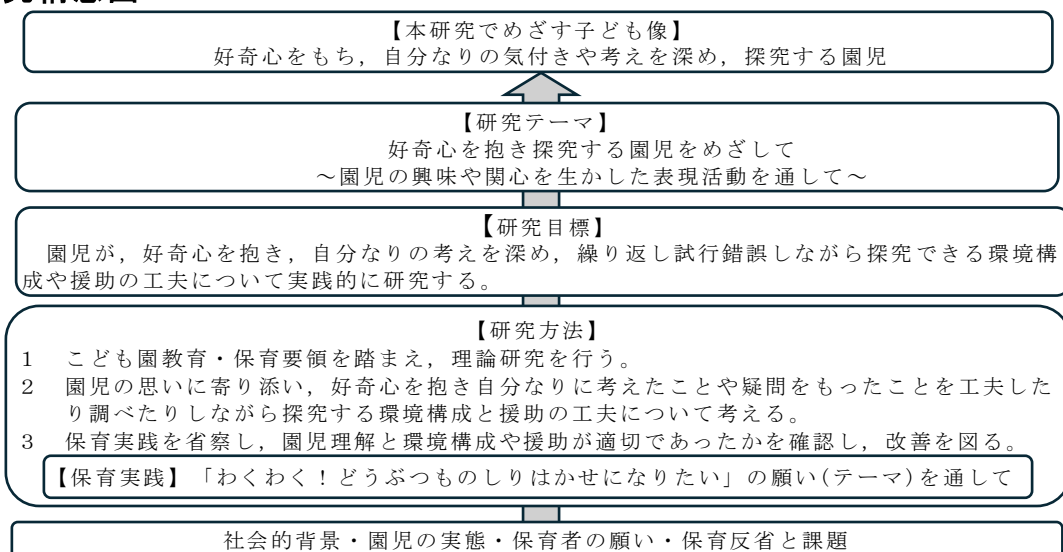 【本研究でめざす子ども像】
好奇心をもち，自分なりの気付きや考えを深め，探究する園児
【研究テーマ】
好奇心を抱き探究する園児をめざして
～園児の興味や関心を生かした表現活動を通して～
【研究目標】
園児が，好奇心を抱き，自分なりの考えを深め，繰り返し試行錯誤しながら探究できる環境構
成や援助の工夫について実践的に研究する。
【研究方法】
1　こども園教育・保育要領を踏まえ，理論研究を行う。
2　園児の思いに寄り添い，好奇心を抱き自分なりに考えたことや疑問をもったことを工夫した
り調べたりしながら探究する環境構成と援助の工夫について考える。
3　保育実践を省察し，園児理解と環境構成や援助が適切であったかを確認し，改善を図る。
【保育実践】「わくわく！どうぶつものしりはかせになりたい」の願い(テーマ)を通して
社会的背景・園児の実態・保育者の願い・保育反省と課題